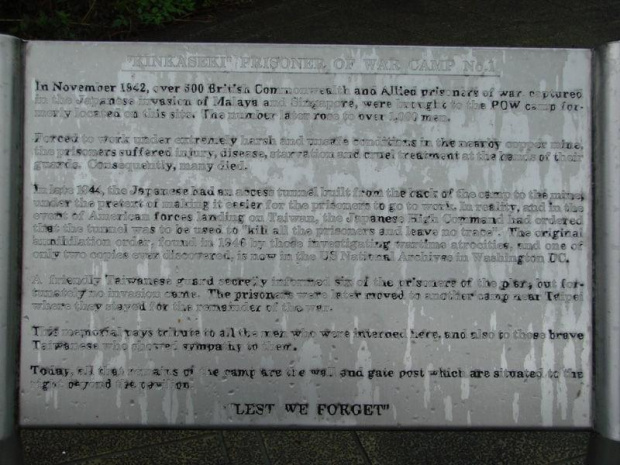 "KINKASEKI" PRISONER OF WAR CAMP No.1
In November 1942, over 500 British Commonwealth and Allied prisoners of war captured
in the Japanese invasion of Malaya and Singapore, were brought to the POW camp for-
merly located on this site. The number later rose to over 1,000 men.
Forced to work under extremely harsh and unsafe conditions in the nearby copper mine,
the prisoners suffered injury, disease, starvation and cruel treatment at the hands of their
guards. Consequently, many died.
In late 1944, the Japanese had an access tunnel built from the back of the camp to the mine,
under the pretext of making it easier for the prisoners to go to work. In reality, and in the
event of American forces landing on Taiwan, the Japanese High Command had ordered
that the tunnel was to be used to "kill all the prisoners and leave no trace". The original
annihilation order, found in 1946 by those investigating wartime atrocities, and one of
only two copies ever discovered, is now in the US National Archives in Washington DC.
A friendly Taiwanese guard secretly informed six of the prisoners of the plan, but for-
tunately no invasion came. The prisoners were later moved to another camp near Taipei
where they stayed for the remainder of the war.
This memorial pays tribute to all the men who were interned here, and also to those brave
Taiwanese who showed sympathy to them.
Today, all that remains of the camp are the wall and gate post which are situated to the
right beyond the pavilion.
"LEST WE FORGET"